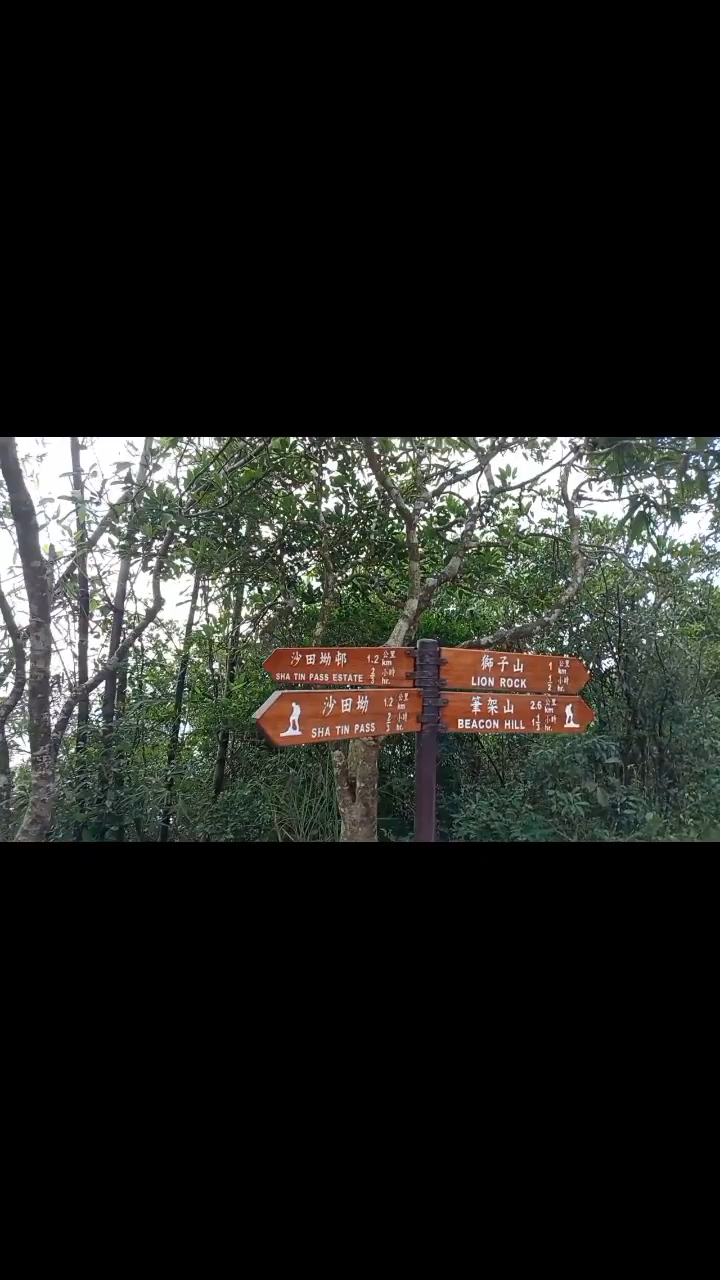 沙田坳邨 1.2 公里 km
SHA TIN PASS ESTATE 2/3 小時 hr.
獅子山 1 公里 km
LION ROCK 1/2 小時 hr.
沙田坳 1.2 公里 km
SHA TIN PASS 2/3 小時 hr.
筆架山 2.6 公里 km
BEACON HILL 1 1/3 小時 hr.